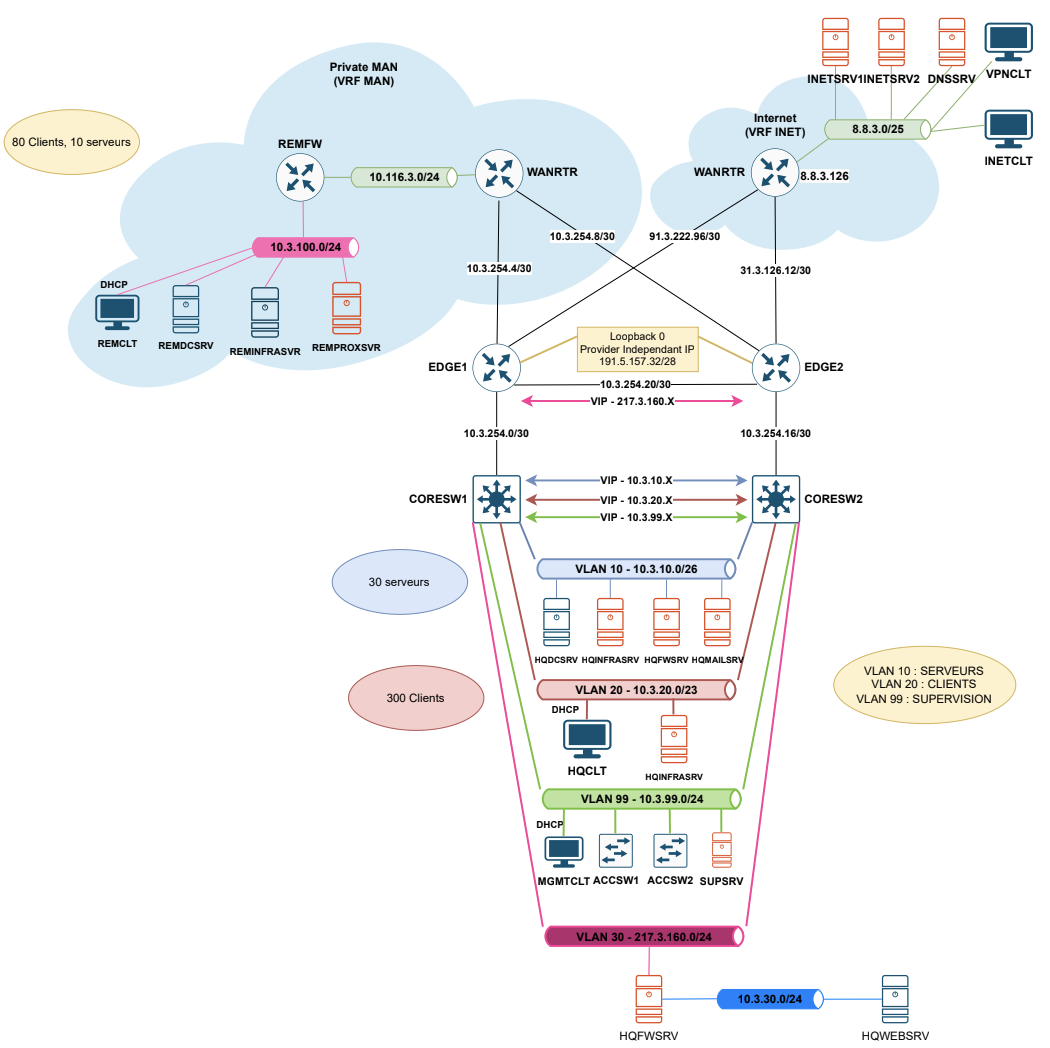 INETSRV1
INETSRV2
DNSSRV
VPNCLT
Private MAN
(VRF MAN)
Internet
(VRF INET)
8.8.3.0/25
80 Clients, 10 serveurs
REMFW
INETCLT
10.116.3.0/24
WANRTR
WANRTR
8.8.3.126
10.3.254.8/30
91.3.222.96/30
10.3.100.0/24
10.3.254.4/30
31.3.126.12/30
DHCP
REMCLT
REMDCSRV
REMINFRASVR
REMPROXSVR
Loopback 0
Provider Independant IP
191.5.157.32/28
EDGE1
EDGE2
10.3.254.20/30
VIP - 217.3.160.X
10.3.254.0/30
10.3.254.16/30
VIP - 10.3.10.X
CORESW1
VIP - 10.3.20.X
CORESW2
VIP - 10.3.99.X
VLAN 10 - 10.3.10.0/26
30 serveurs
HQDCSRV
HQINFRASRV
HQFWSRV
HQMAILSRV
VLAN 10 : SERVEURS
VLAN 20 : CLIENTS
VLAN 99 : SUPERVISION
VLAN 20 - 10.3.20.0/23
300 Clients
DHCP
HQCLT
HQINFRASRV
VLAN 99 - 10.3.99.0/24
DHCP
MGMTCLT
ACCSW1
ACCSW2
SUPSRV
VLAN 30 - 217.3.160.0/24
10.3.30.0/24
HQFWSRV
HQWEBSRV